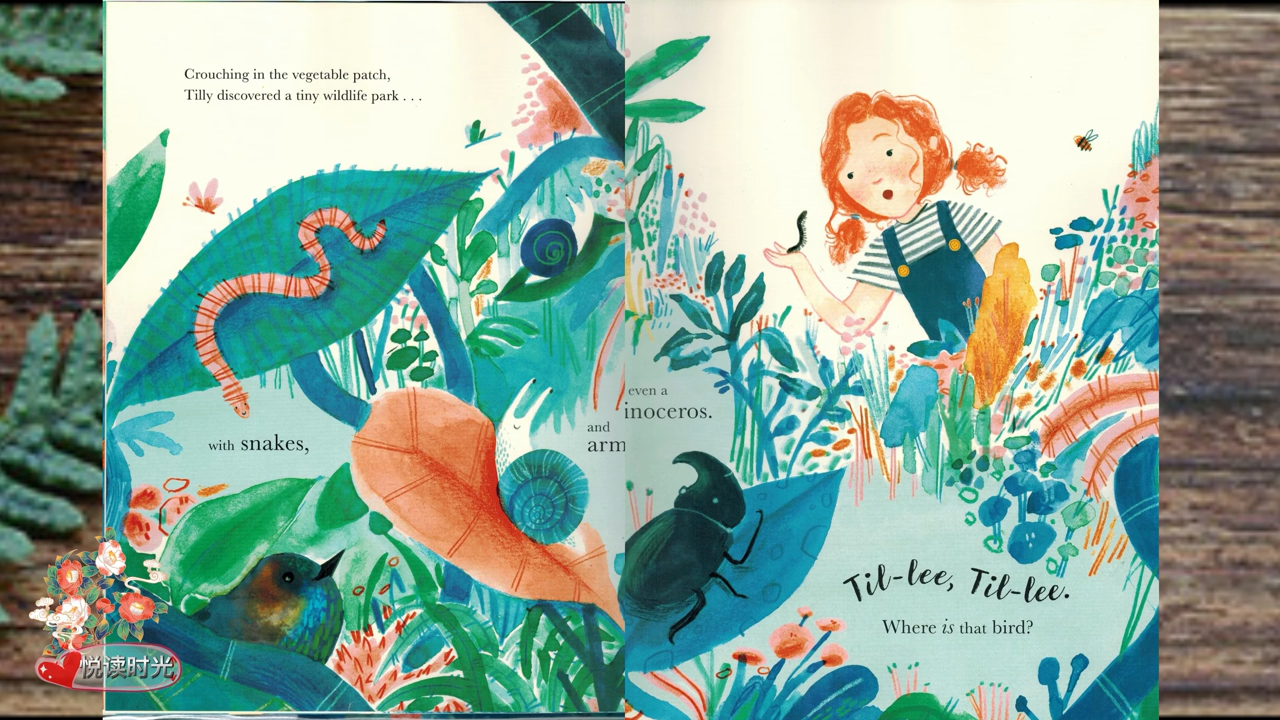 Crouching in the vegetable patch,
Tilly discovered a tiny wildlife park . . .
with snakes,
and
arm
even a
inoceros.
Til-lee, Til-lee.
Where is that bird?
悦读时光